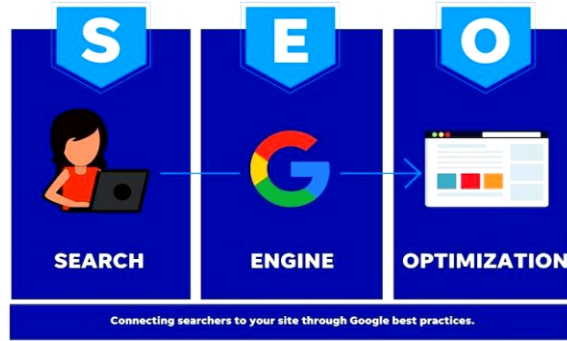 S E O
SEARCH ENGINE OPTIMIZATION
Connecting searchers to your site through Google best practices.